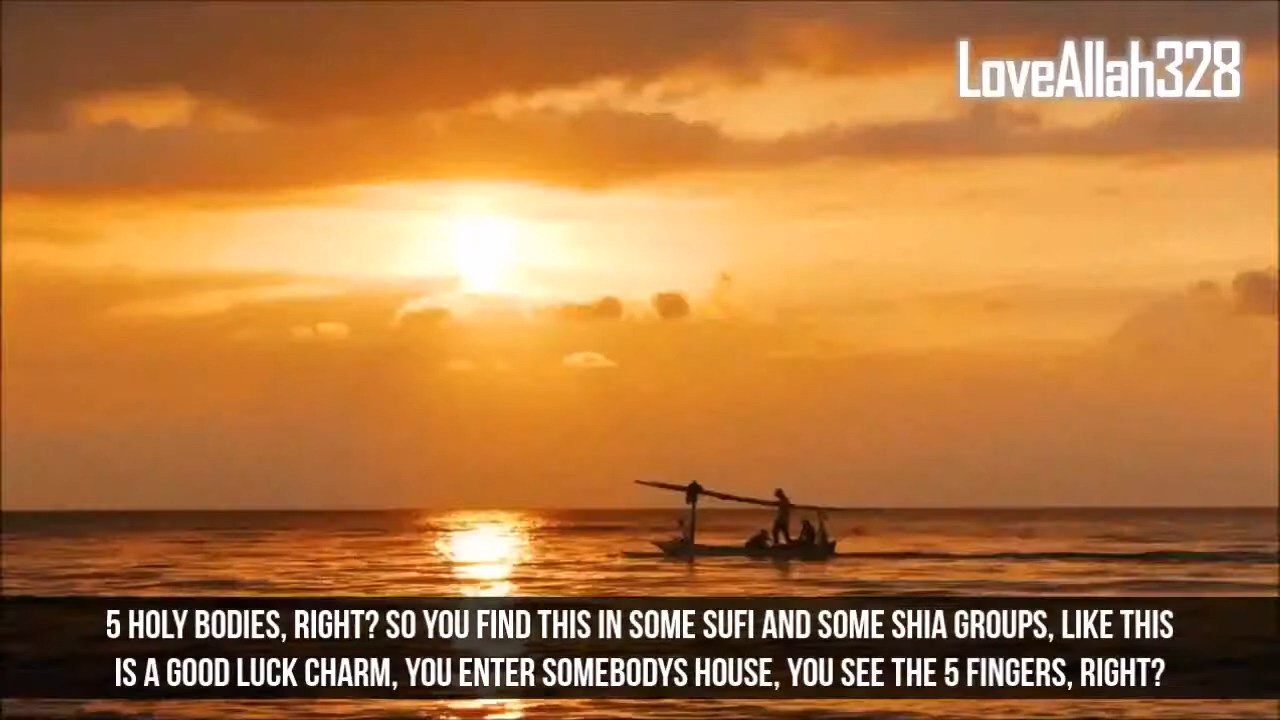 LoveAllah328
5 HOLY BODIES, RIGHT? SO YOU FIND THIS IN SOME SUFI AND SOME SHIA GROUPS, LIKE THIS
IS A GOOD LUCK CHARM, YOU ENTER SOMEBODYS HOUSE, YOU SEE THE 5 FINGERS, RIGHT?